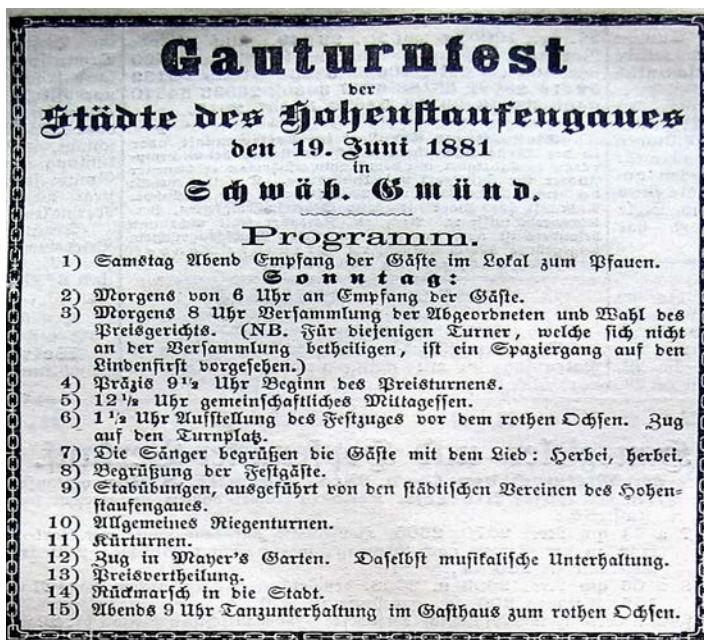 Gauturnfest
der
Städte des Hohenstaufengaues
den 19. Juni 1881
in
Schwäb. Gmünd.
Programm.
1) Samstag Abend Empfang der Gäste im Lokal zum Pfauen.
Sonntag:
2) Morgens von 6 Uhr an Empfang der Gäste.
3) Morgens 8 Uhr Versammlung der Abgeordneten und Wahl des
Preisgerichts. (NB. Für diejenigen Turner, welche sich nicht
an der Versammlung betheiligen, ist ein Spaziergang auf den
Lindenfirst vorgesehen.)
4) Präzis 9½ Uhr Beginn des Preisturnens.
5) 12½ Uhr gemeinschaftliches Mittagessen.
6) 1½ Uhr Aufstellung des Festzuges vor dem rothen Ochsen. Zug
auf den Turnplatz.
7) Die Sänger begrüßen die Gäste mit dem Lied: Herbei, herbei.
8) Begrüßung der Festgäste.
9) Stabübungen, ausgeführt von den städtischen Vereinen des Hohen-
staufengaues.
10) Allgemeines Riegenturnen.
11) Kürturnen.
12) Zug in Mayer's Garten. Daselbst musikalische Unterhaltung.
13) Preisvertheilung.
14) Rückmarsch in die Stadt.
15) Abends 9 Uhr Tanzunterhaltung im Gasthaus zum rothen Ochsen.